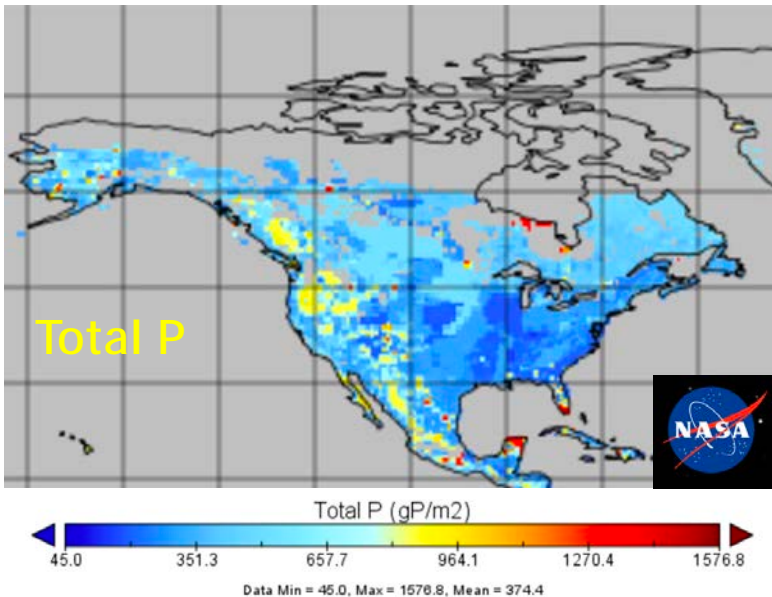 Total P
NASA
Total P (gP/m2)
45.0 351.3 657.7 964.1 1270.4 1576.8
Data Min = 45.0, Max = 1576.8, Mean = 374.4